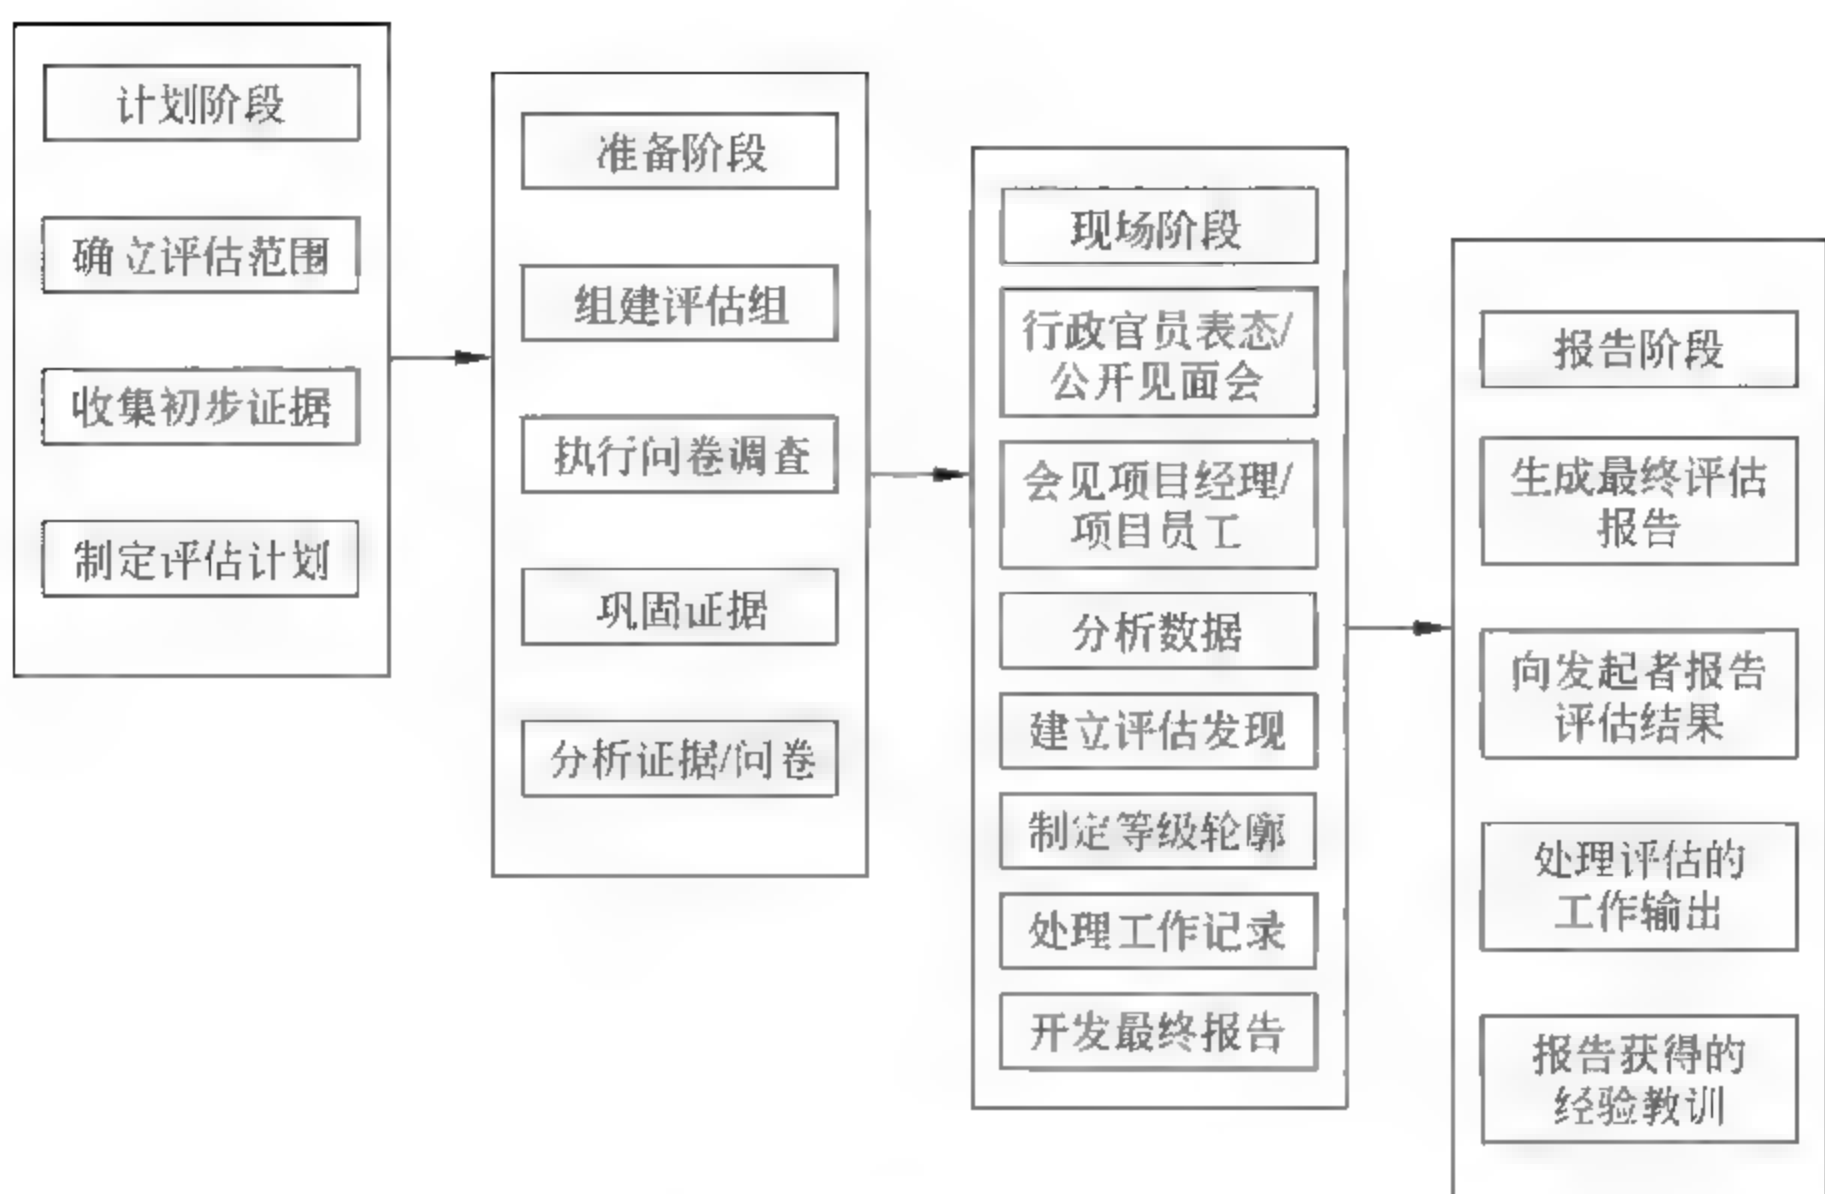 计划阶段
确立评估范围
收集初步证据
制定评估计划
准备阶段
组建评估组
执行问卷调查
巩固证据
分析证据/问卷
现场阶段
行政官员表态/
公开见面会
会见项目经理/
项目员工
分析数据
建立评估发现
制定等级轮廓
处理工作记录
开发最终报告
报告阶段
生成最终评估
报告
向发起者报告
评估结果
处理评估的
工作输出
报告获得的
经验教训